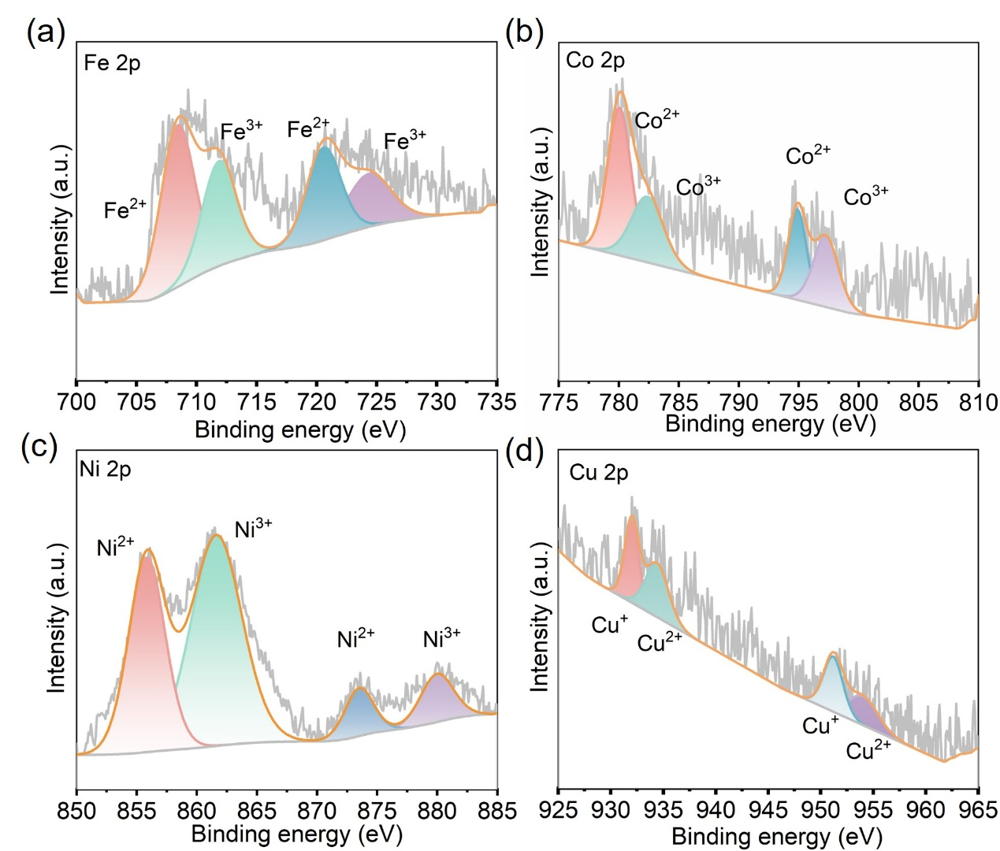 (a)
Fe 2p
Fe²⁺
Fe³⁺
Fe²⁺
Fe³⁺
Intensity (a.u.)
700 705 710 715 720 725 730 735
Binding energy (eV)
(b)
Co 2p
Co²⁺
Co³⁺
Co²⁺
Co³⁺
Intensity (a.u.)
775 780 785 790 795 800 805 810
Binding energy (eV)
(c)
Ni 2p
Ni²⁺
Ni³⁺
Ni²⁺
Ni³⁺
Intensity (a.u.)
850 855 860 865 870 875 880 885
Binding energy (eV)
(d)
Cu 2p
Cu⁺
Cu²⁺
Cu⁺
Cu²⁺
Intensity (a.u.)
925 930 935 940 945 950 955 960 965
Binding energy (eV)